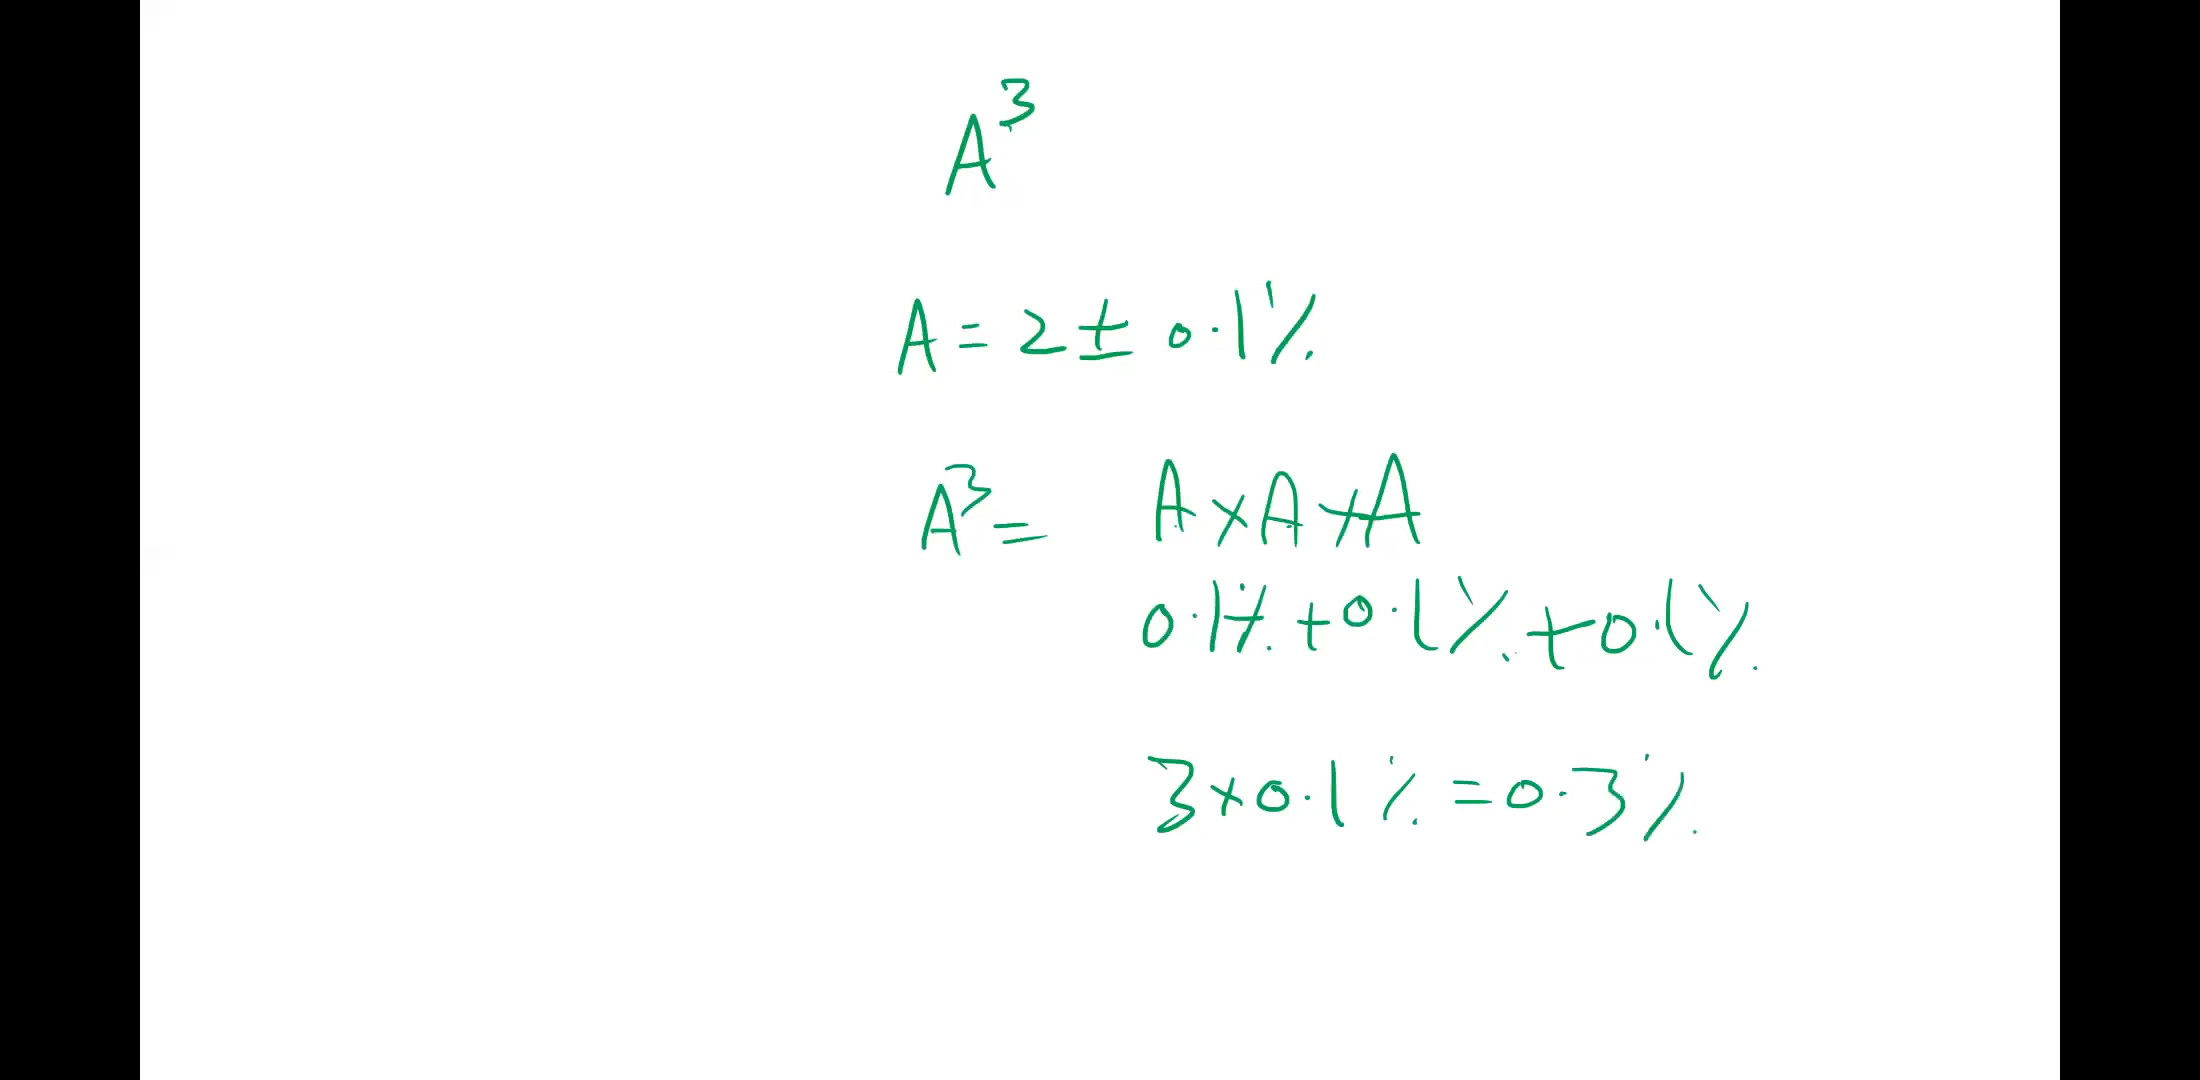 A³
A = 2 ± 0.1%
A³ = A × A × A
0.1% + 0.1% + 0.1%
3 × 0.1% = 0.3%